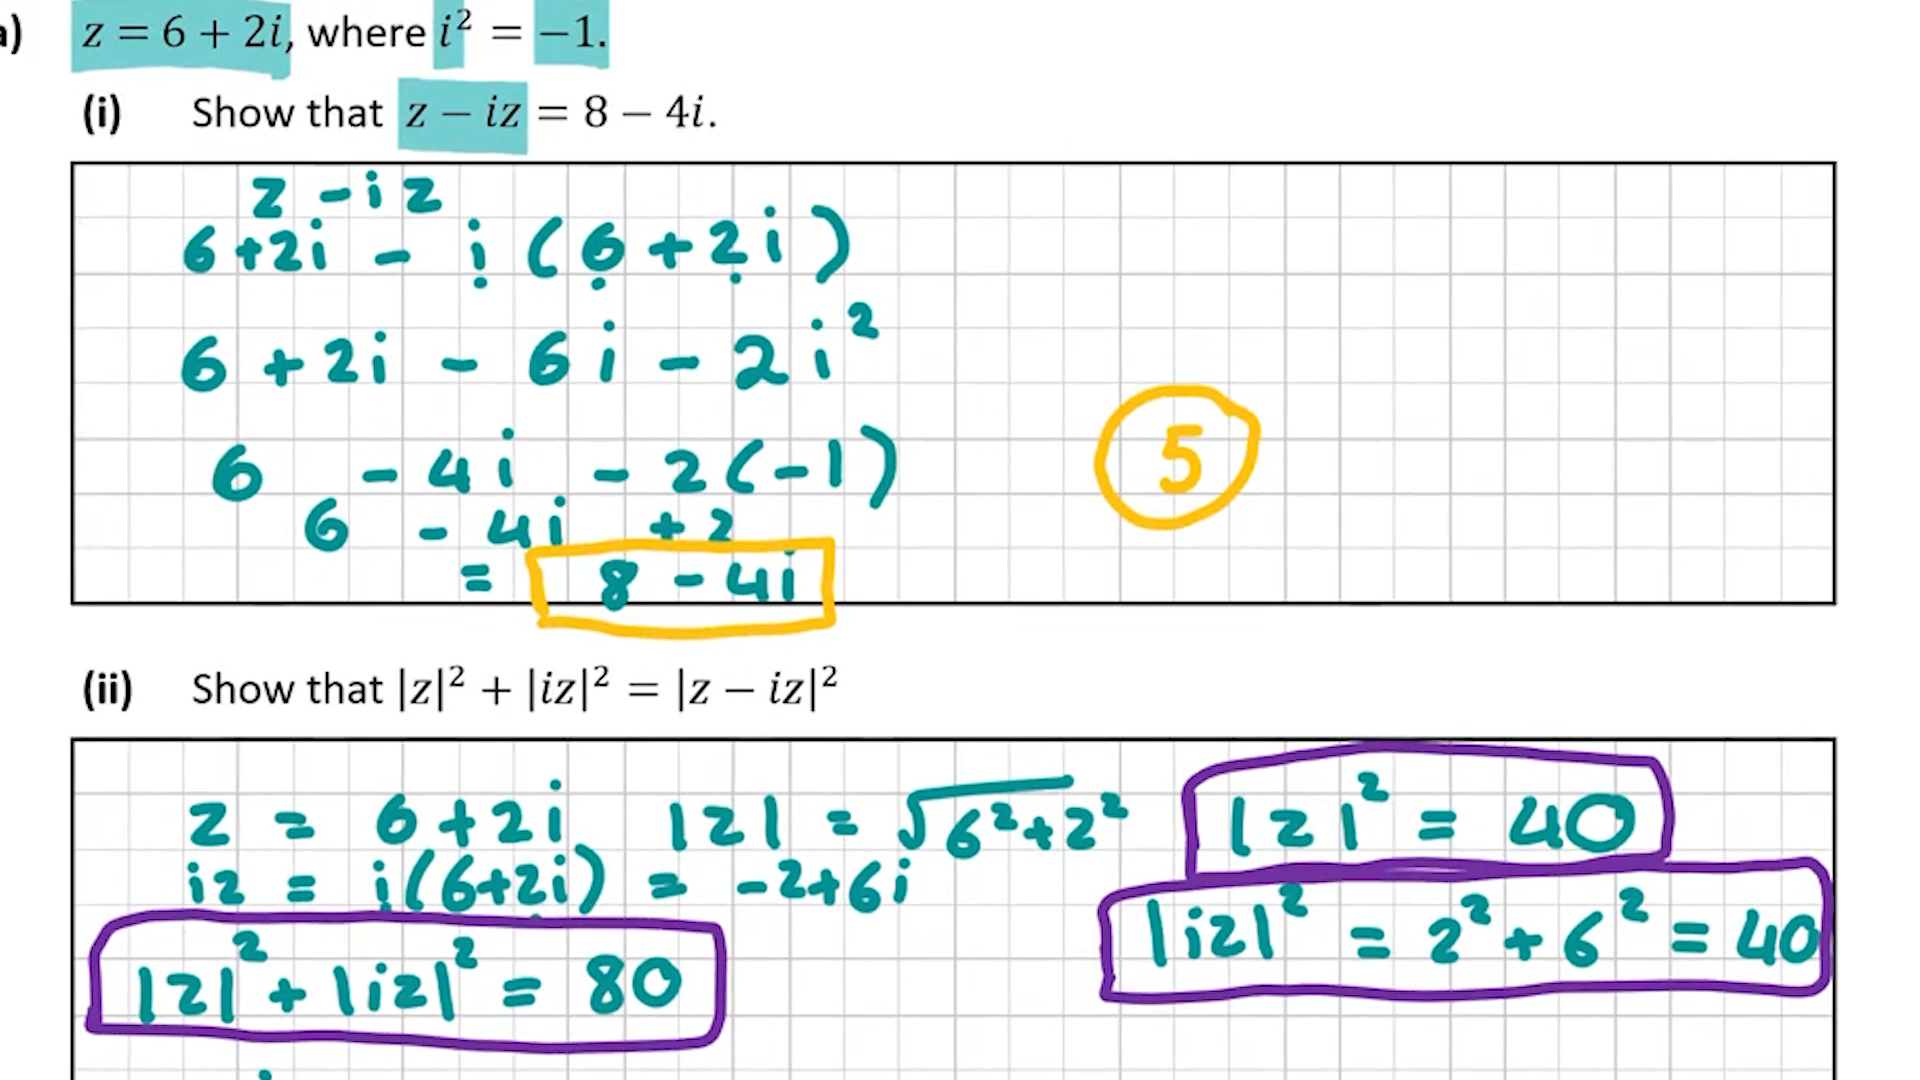 a) z = 6 + 2i, where i² = −1.
(i) Show that z − iz = 8 − 4i.
z - iz
6 + 2i - i (6 + 2i)
6 + 2i - 6i - 2i²
6 - 4i - 2(-1)
5
6 - 4i + 2
= 8 - 4i
(ii) Show that |z|² + |iz|² = |z − iz|²
z = 6 + 2i |z| = √6² + 2² |z|² = 40
iz = i(6+2i) = -2+6i
|iz|² = 2² + 6² = 40
|z|² + |iz|² = 80